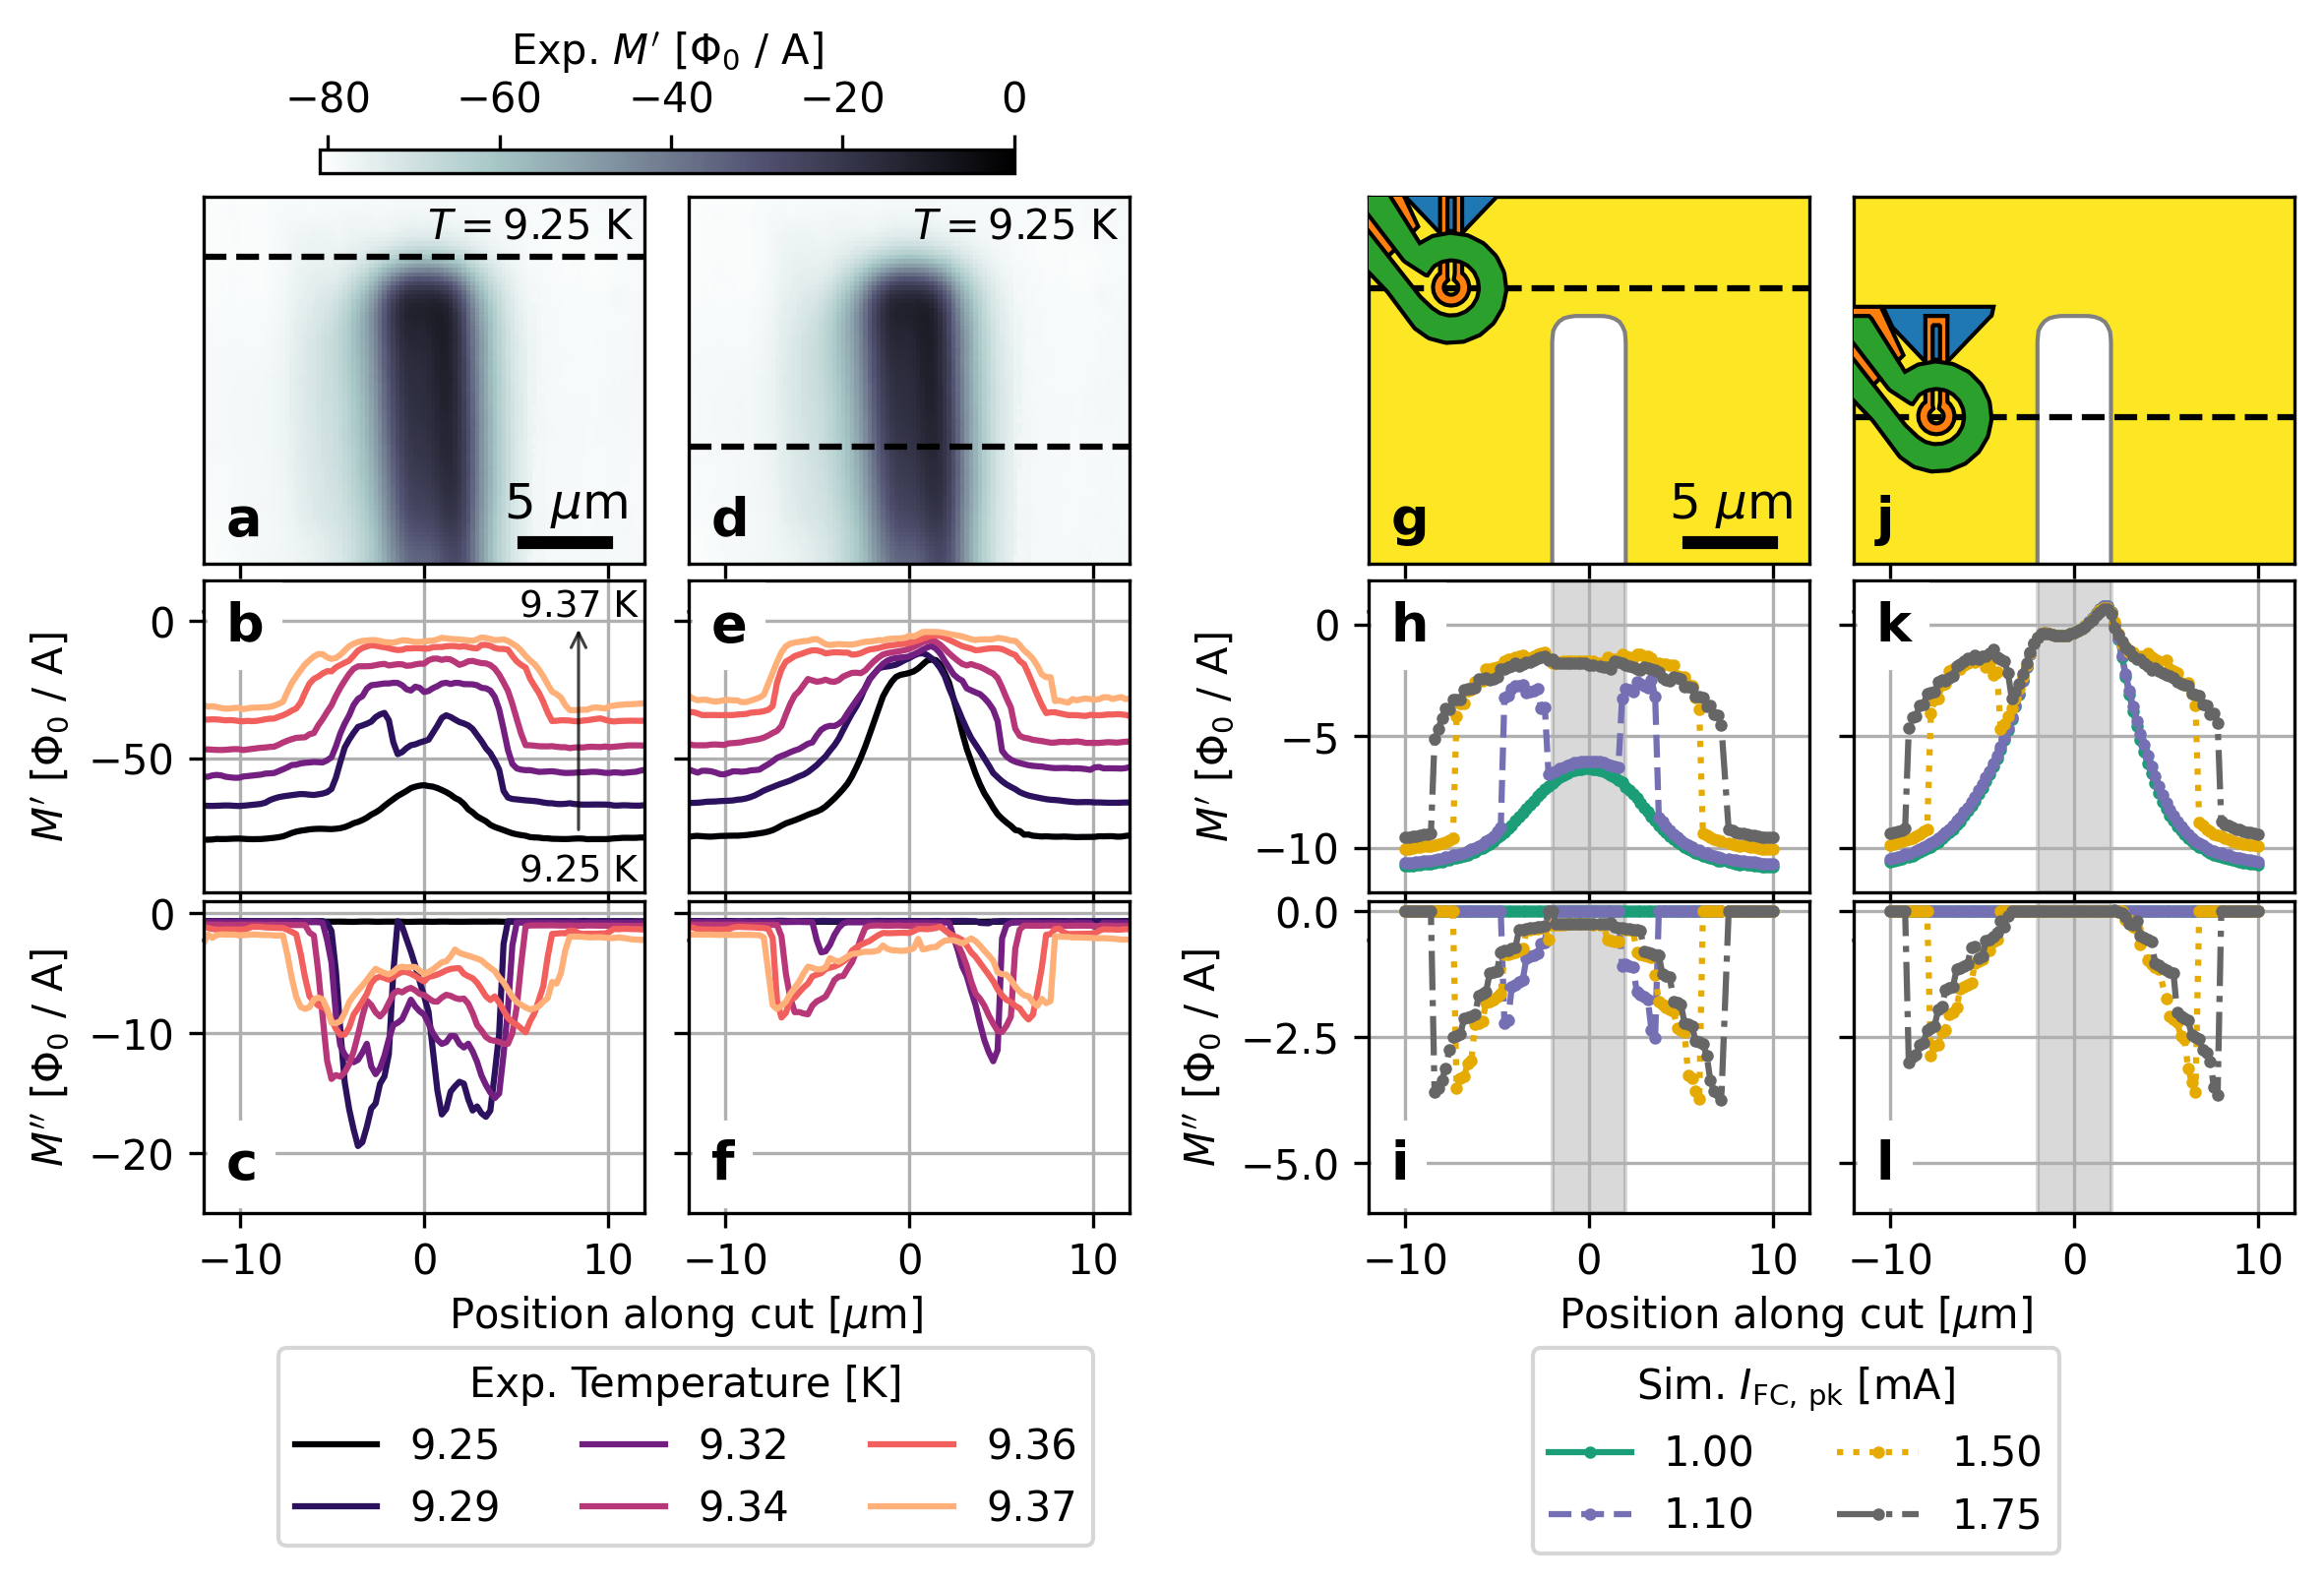 Exp. M′ [Φ0 / A]
−80 −60 −40 −20 0
T = 9.25 K
a
5 μm
T = 9.25 K
d
g
5 μm
j
M′ [Φ0 / A]
0
−50
b
9.37 K
9.25 K
e
M′ [Φ0 / A]
0
−5
−10
h
k
M″ [Φ0 / A]
0
−10
−20
c
f
M″ [Φ0 / A]
0.0
−2.5
−5.0
i
l
−10 0 10
−10 0 10
−10 0 10
−10 0 10
Position along cut [μm]
Position along cut [μm]
Exp. Temperature [K]
9.25 9.32 9.36
9.29 9.34 9.37
Sim. IFC, pk [mA]
1.00 1.50
1.10 1.75